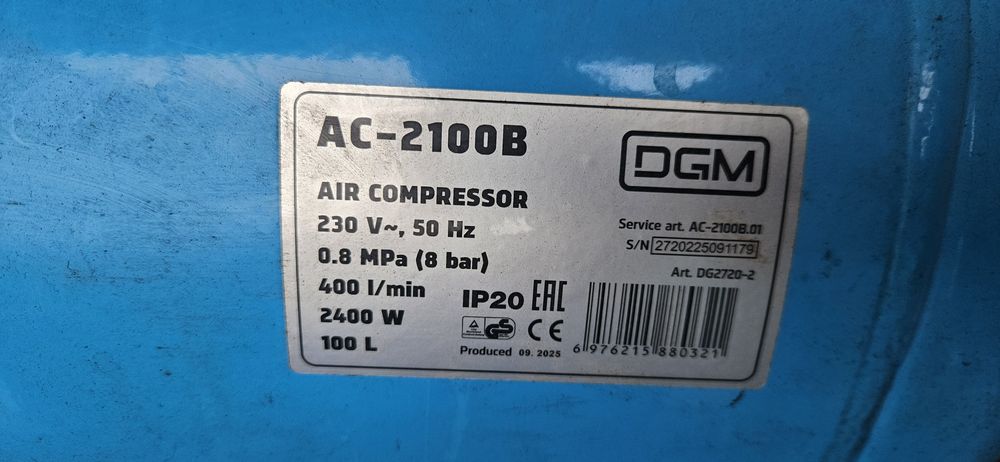 AC-2100B
DGM
AIR COMPRESSOR
230 V~, 50 Hz
0.8 MPa (8 bar)
400 l/min
2400 W
100 L
Service art. AC-2100B.01
S/N 2720225091179
Art. DG2720-2
IP20 EAC
GS CE
Produced 09. 2025
6 976215 880321